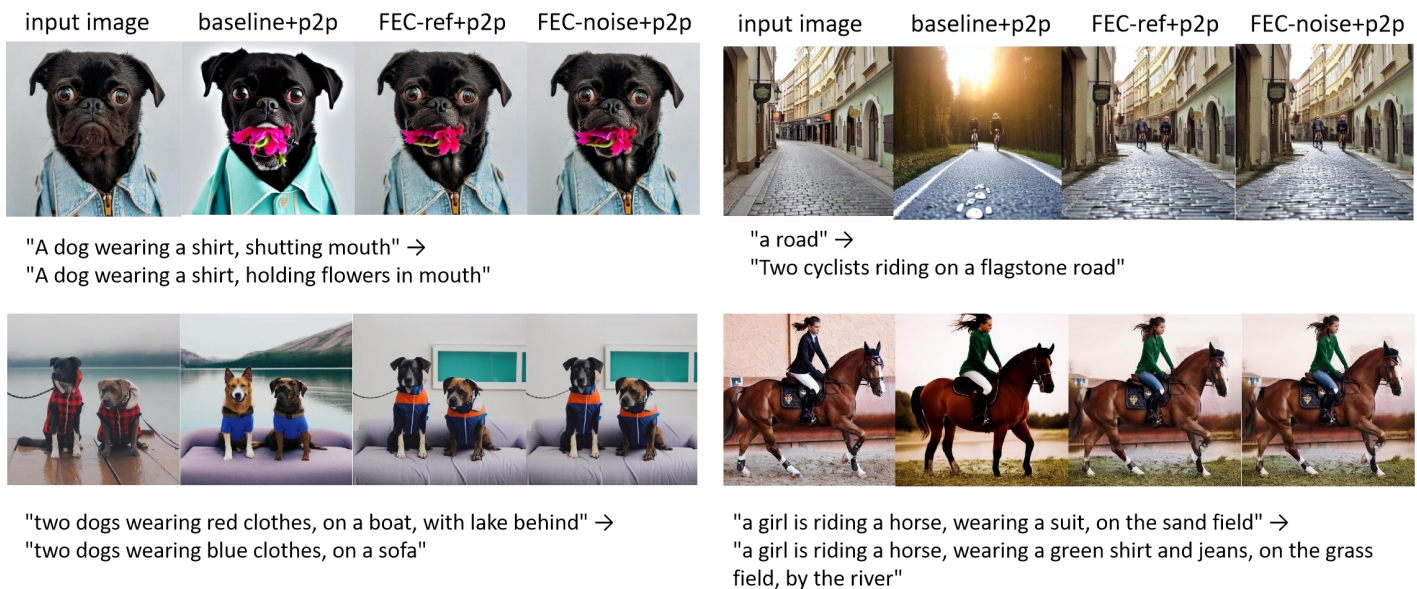 input image baseline+p2p FEC-ref+p2p FEC-noise+p2p
"A dog wearing a shirt, shutting mouth" →
"A dog wearing a shirt, holding flowers in mouth"
input image baseline+p2p FEC-ref+p2p FEC-noise+p2p
"a road" →
"Two cyclists riding on a flagstone road"
"two dogs wearing red clothes, on a boat, with lake behind" →
"two dogs wearing blue clothes, on a sofa"
"a girl is riding a horse, wearing a suit, on the sand field" →
"a girl is riding a horse, wearing a green shirt and jeans, on the grass
field, by the river"